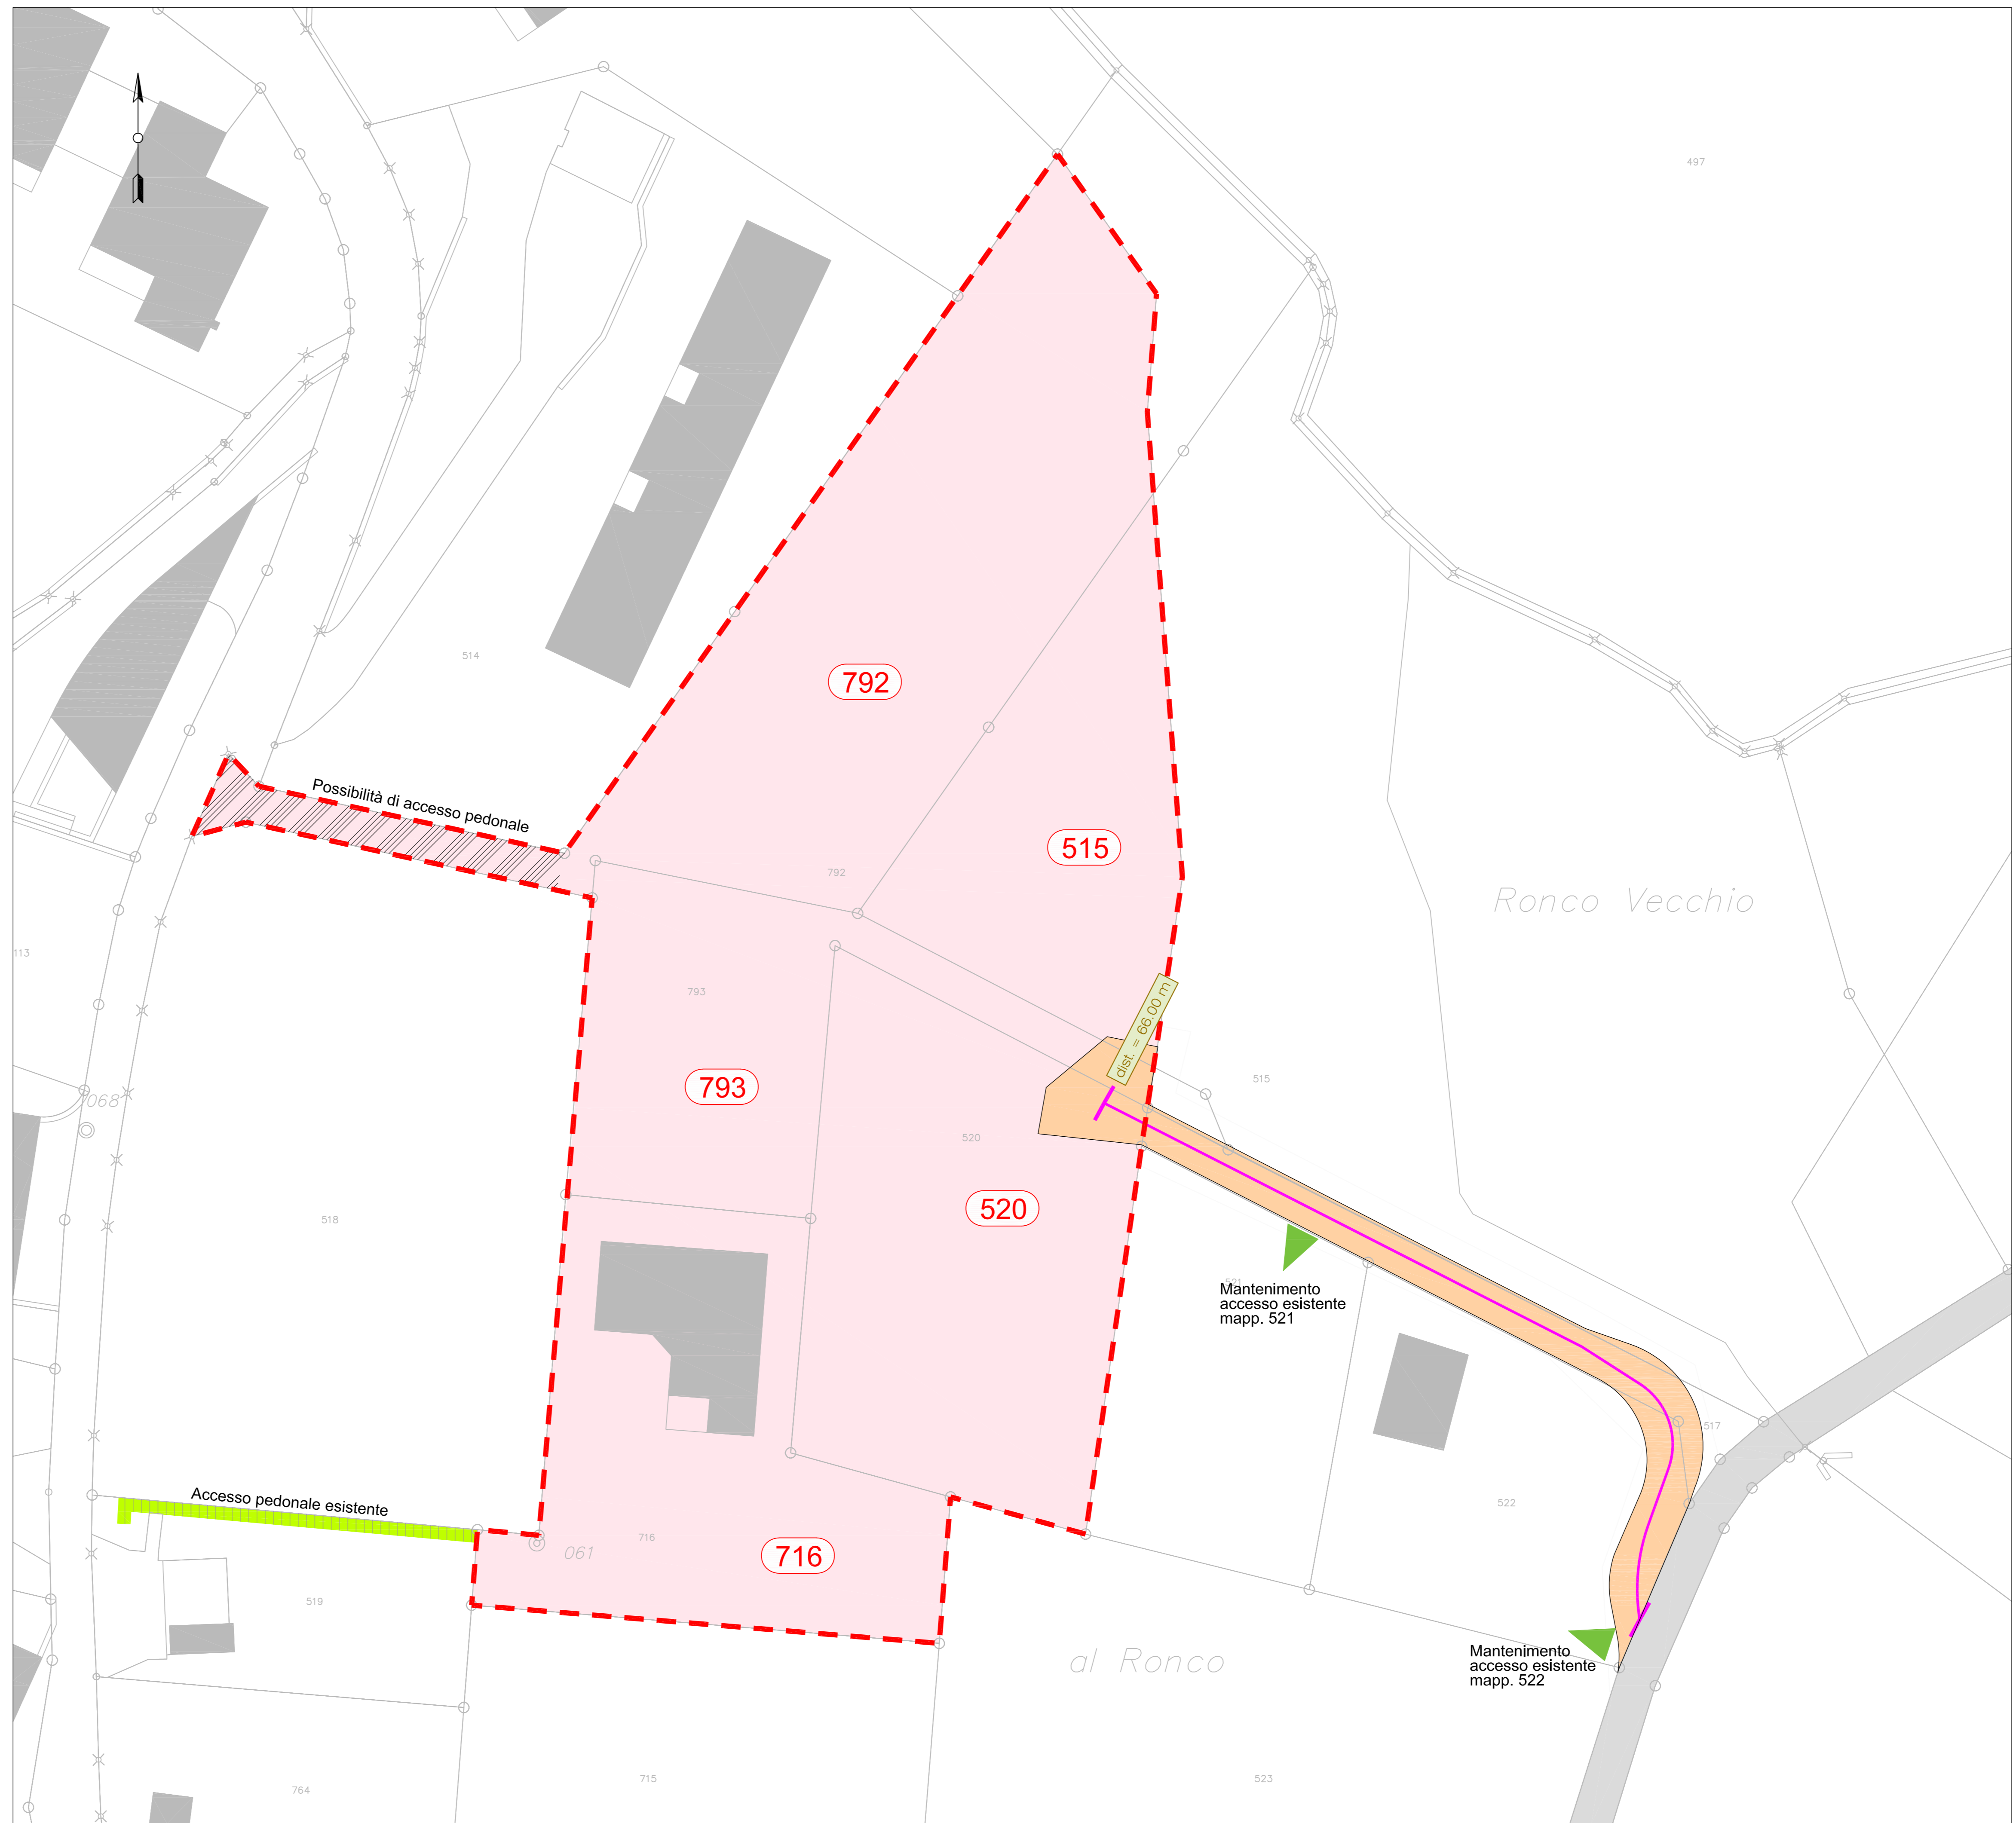 497
514
792
Possibilità di accesso pedonale
515
792
Ronco Vecchio
113
793
dist. = 66.00 m
515
793
068
520
520
518
521
Mantenimento
accesso esistente
mapp. 521
517
Accesso pedonale esistente
522
716
061
716
519
al Ronco
Mantenimento
accesso esistente
mapp. 522
715
523
764